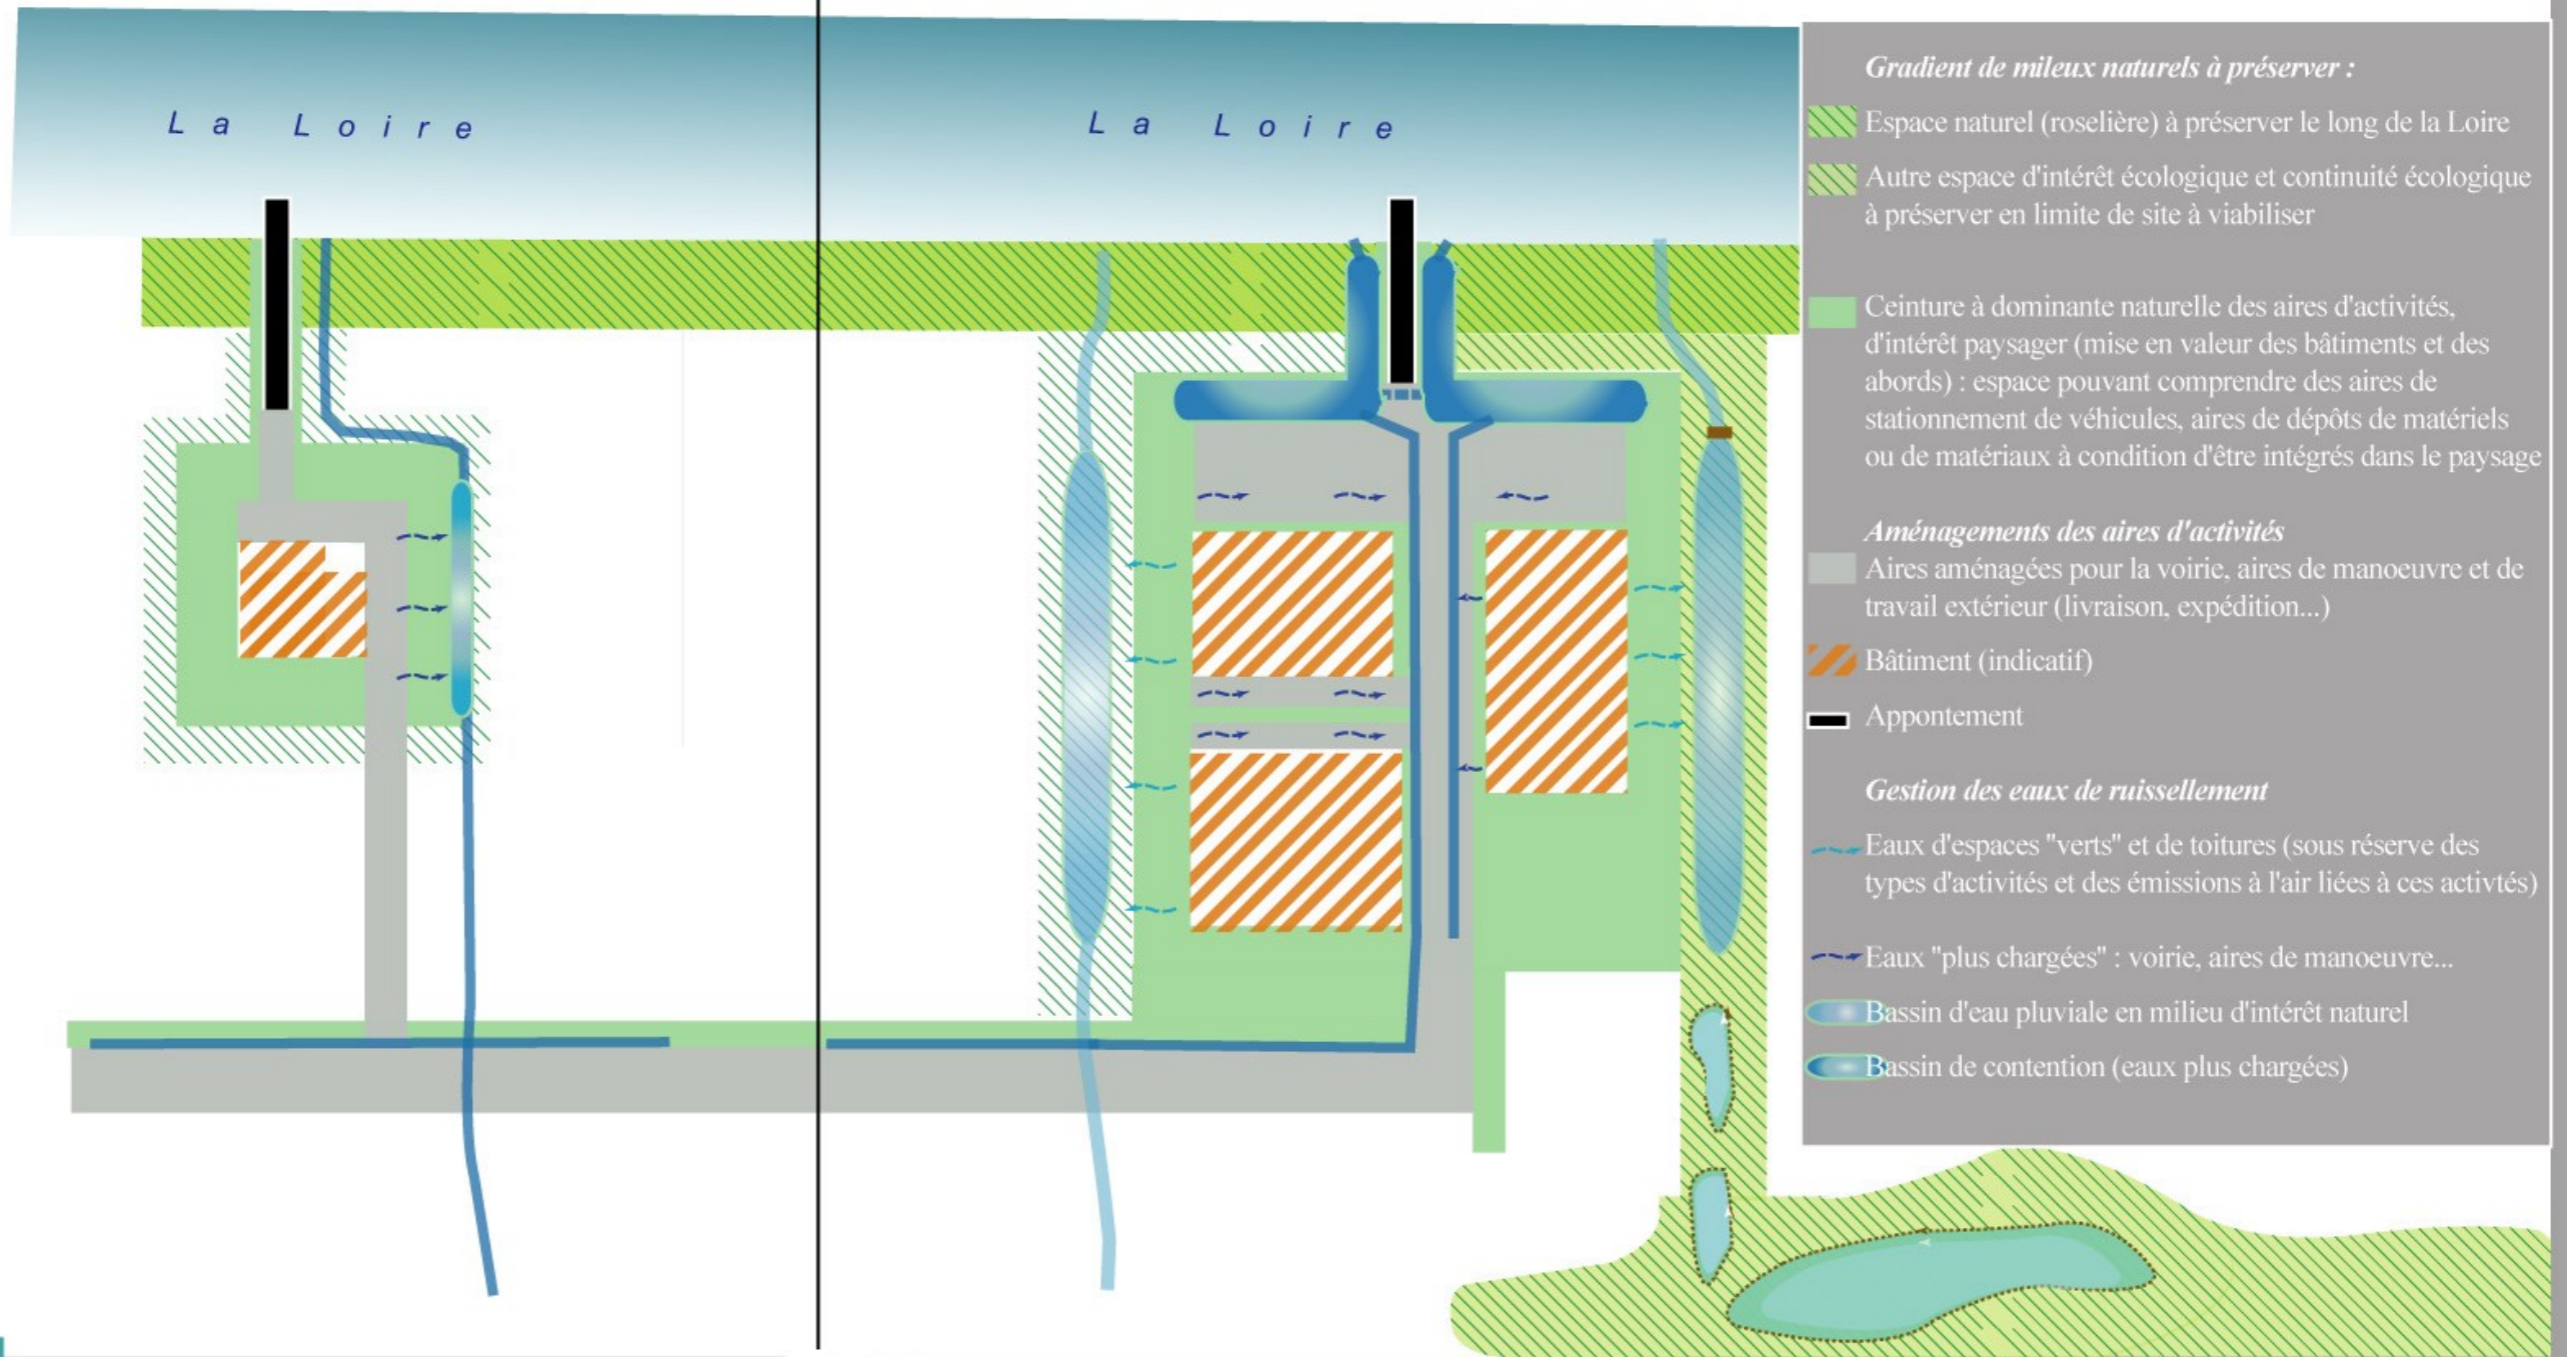 La Loire
La Loire
Gradient de mileux naturels à préserver :
Espace naturel (roselière) à préserver le long de la Loire
Autre espace d'intérêt écologique et continuité écologique
à préserver en limite de site à viabiliser
Ceinture à dominante naturelle des aires d'activités,
d'intérêt paysager (mise en valeur des bâtiments et des
abords) : espace pouvant comprendre des aires de
stationnement de véhicules, aires de dépôts de matériels
ou de matériaux à condition d'être intégrés dans le paysage
Aménagements des aires d'activités
Aires aménagées pour la voirie, aires de manoeuvre et de
travail extérieur (livraison, expédition...)
Bâtiment (indicatif)
Appontement
Gestion des eaux de ruissellement
Eaux d'espaces "verts" et de toitures (sous réserve des
types d'activités et des émissions à l'air liées à ces activtés)
Eaux "plus chargées" : voirie, aires de manoeuvre...
Bassin d'eau pluviale en milieu d'intérêt naturel
Bassin de contention (eaux plus chargées)